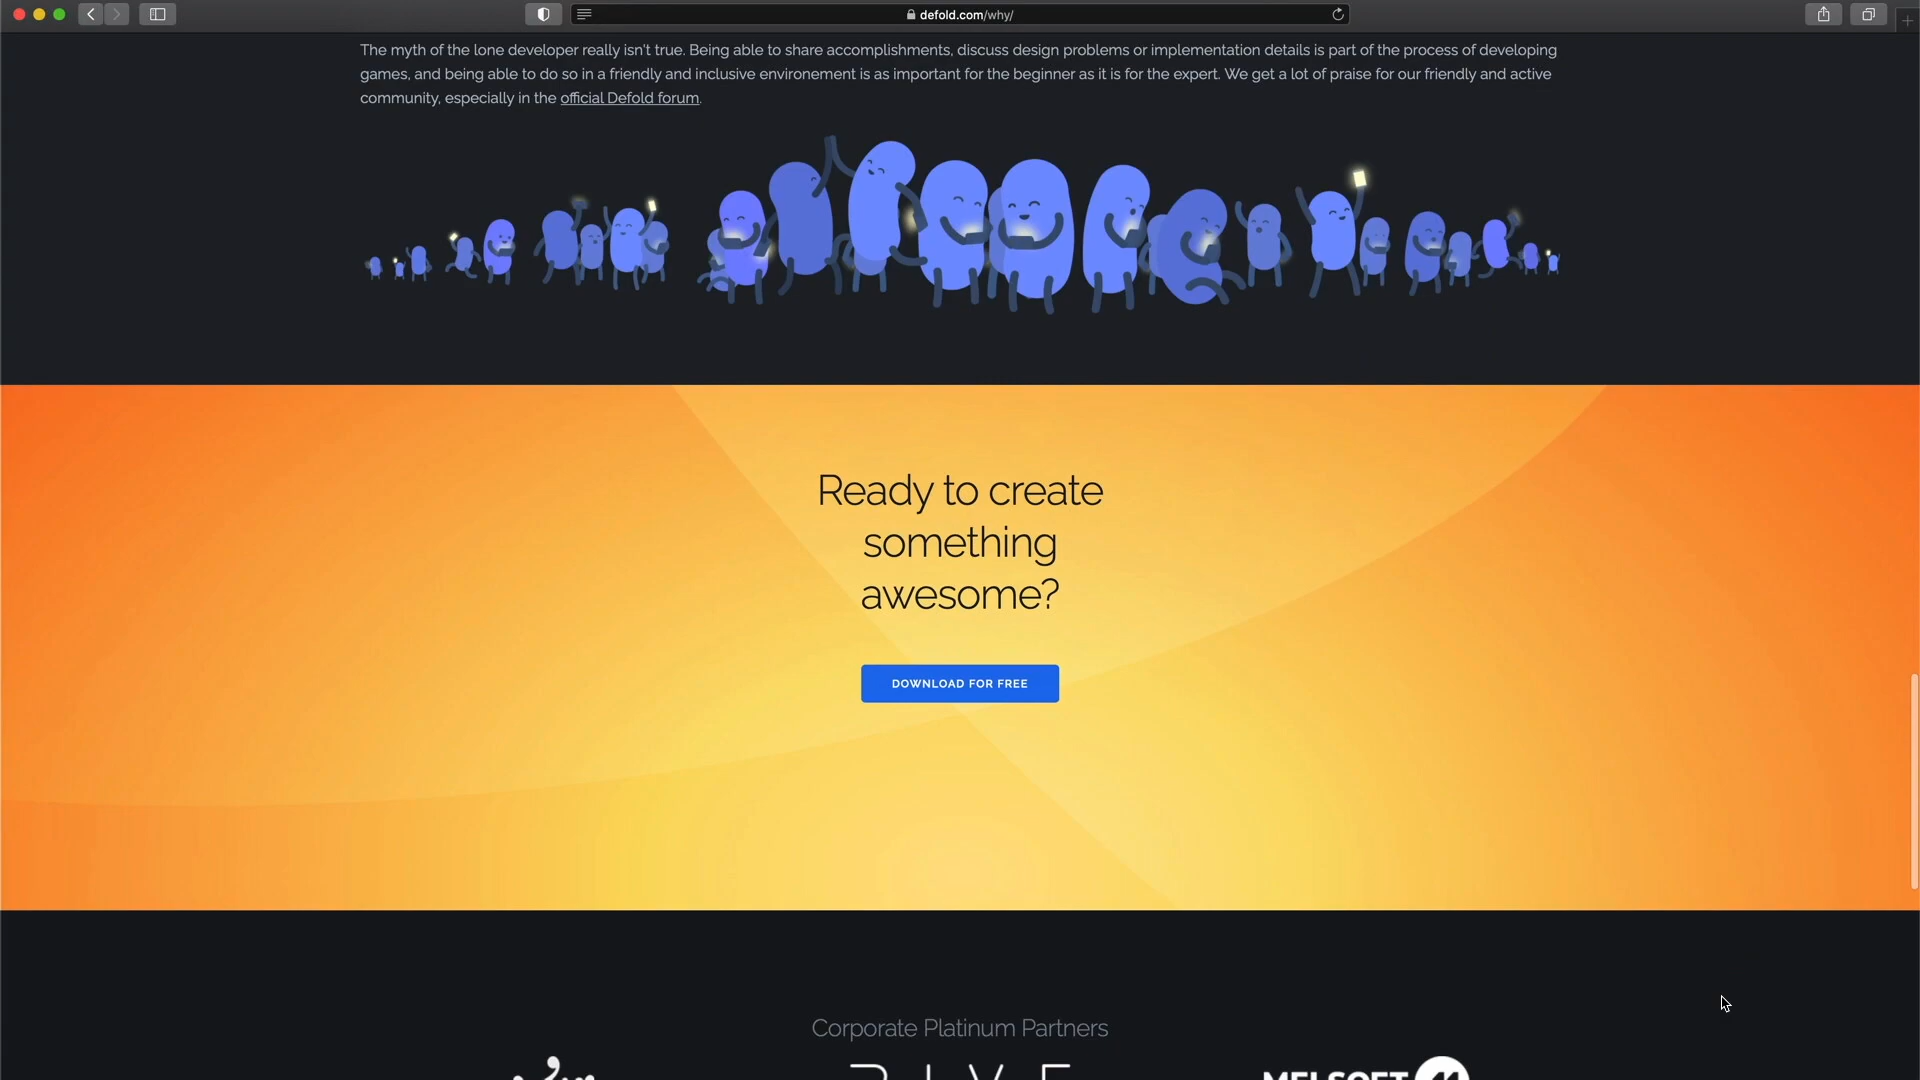 defold.com/why/
The myth of the lone developer really isn't true. Being able to share accomplishments, discuss design problems or implementation details is part of the process of developing
games, and being able to do so in a friendly and inclusive environement is as important for the beginner as it is for the expert. We get a lot of praise for our friendly and active
community, especially in the official Defold forum.
Ready to create
something
awesome?
DOWNLOAD FOR FREE
Corporate Platinum Partners
MELSOFT